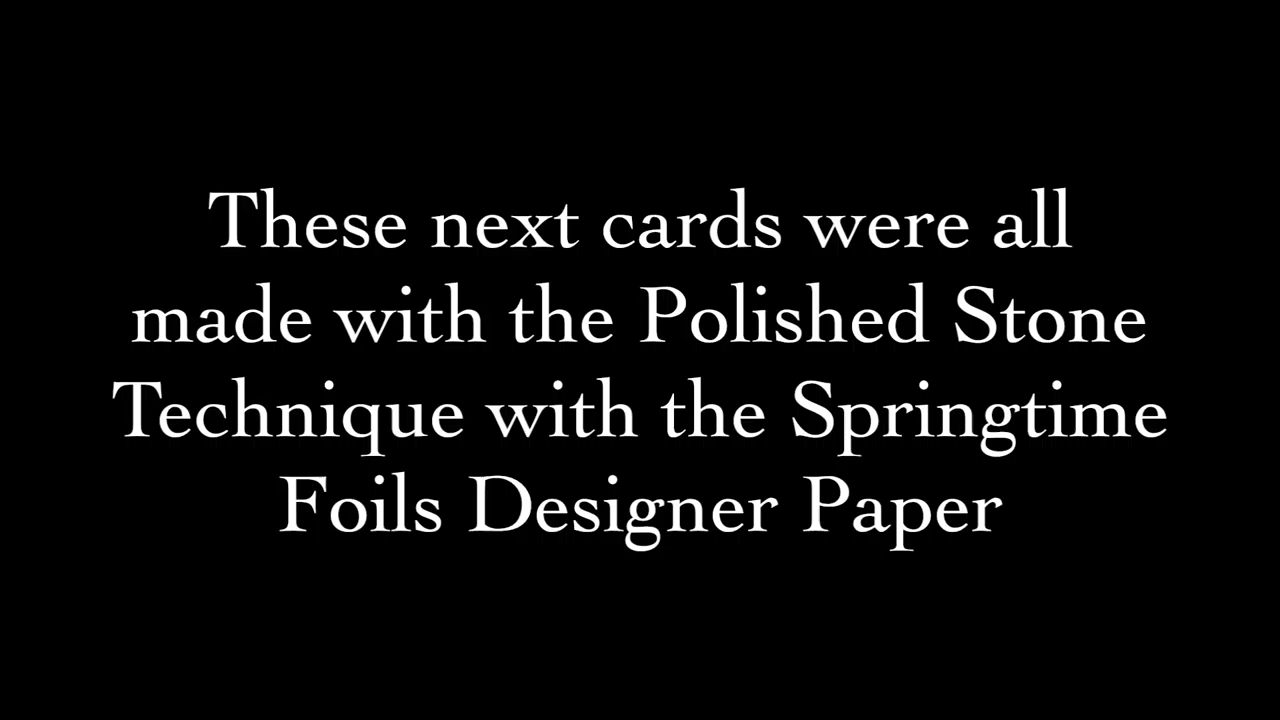 These next cards were all
made with the Polished Stone
Technique with the Springtime
Foils Designer Paper